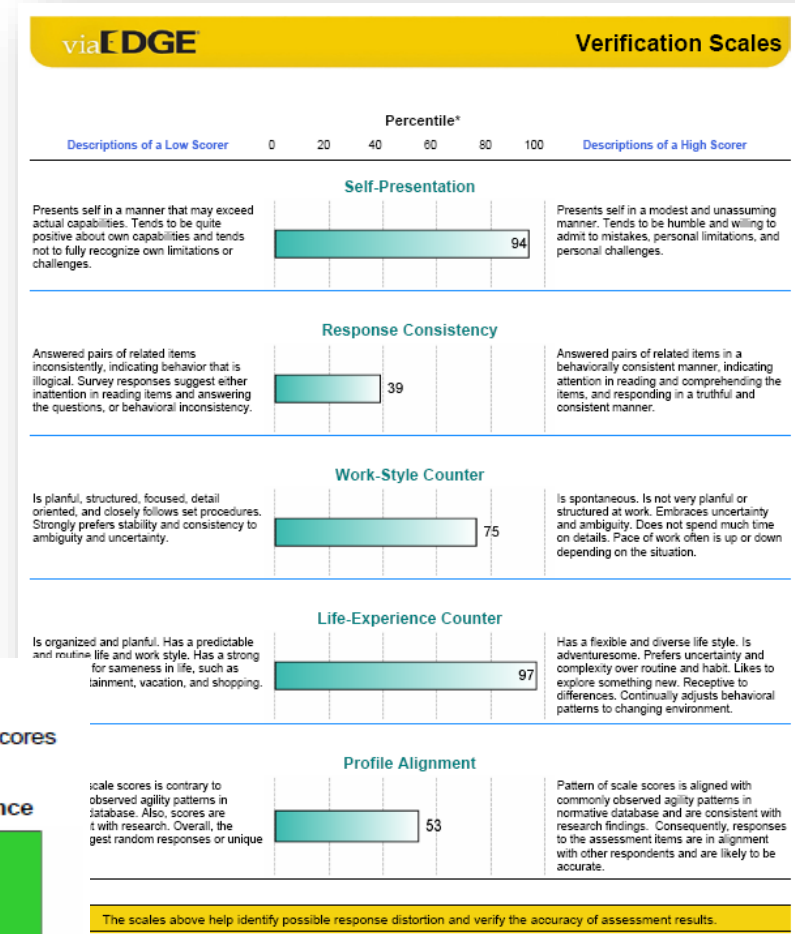 viaEDGE
Verification Scales
Percentile*
Descriptions of a Low Scorer 0 20 40 60 80 100 Descriptions of a High Scorer
Self-Presentation
Presents self in a manner that may exceed
actual capabilities. Tends to be quite
positive about own capabilities and tends
not to fully recognize own limitations or
challenges.
94
Presents self in a modest and unassuming
manner. Tends to be humble and willing to
admit to mistakes, personal limitations, and
personal challenges.
Response Consistency
Answered pairs of related items
inconsistently, indicating behavior that is
illogical. Survey responses suggest either
inattention in reading items and answering
the questions, or behavioral inconsistency.
39
Answered pairs of related items in a
behaviorally consistent manner, indicating
attention in reading and comprehending the
items, and responding in a truthful and
consistent manner.
Work-Style Counter
Is planful, structured, focused, detail
oriented, and closely follows set procedures.
Strongly prefers stability and consistency to
ambiguity and uncertainty.
75
Is spontaneous. Is not very planful or
structured at work. Embraces uncertainty
and ambiguity. Does not spend much time
on details. Pace of work often is up or down
depending on the situation.
Life-Experience Counter
Is organized and planful. Has a predictable
and routine life and work style. Has a strong
for sameness in life, such as
tainment, vacation, and shopping.
97
Has a flexible and diverse life style. Is
adventuresome. Prefers uncertainty and
complexity over routine and habit. Likes to
explore something new. Receptive to
differences. Continually adjusts behavioral
patterns to changing environment.
cores
nce
Profile Alignment
scale scores is contrary to
observed agility patterns in
database. Also, scores are
t with research. Overall, the
gest random responses or unique
53
Pattern of scale scores is aligned with
commonly observed agility patterns in
normative database and are consistent with
research findings. Consequently, responses
to the assessment items are in alignment
with other respondents and are likely to be
accurate.
The scales above help identify possible response distortion and verify the accuracy of assessment results.